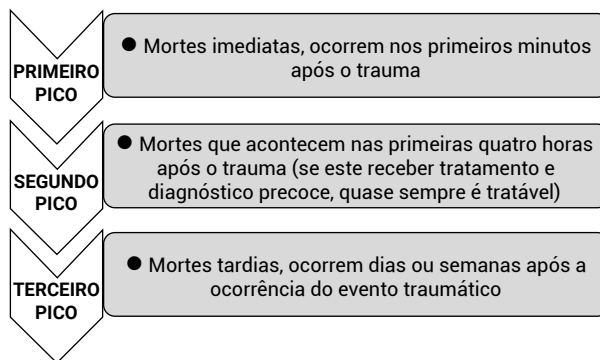 PRIMEIRO
PICO
● Mortes imediatas, ocorrem nos primeiros minutos
após o trauma
SEGUNDO
PICO
● Mortes que acontecem nas primeiras quatro horas
após o trauma (se este receber tratamento e
diagnóstico precoce, quase sempre é tratável)
TERCEIRO
PICO
● Mortes tardias, ocorrem dias ou semanas após a
ocorrência do evento traumático